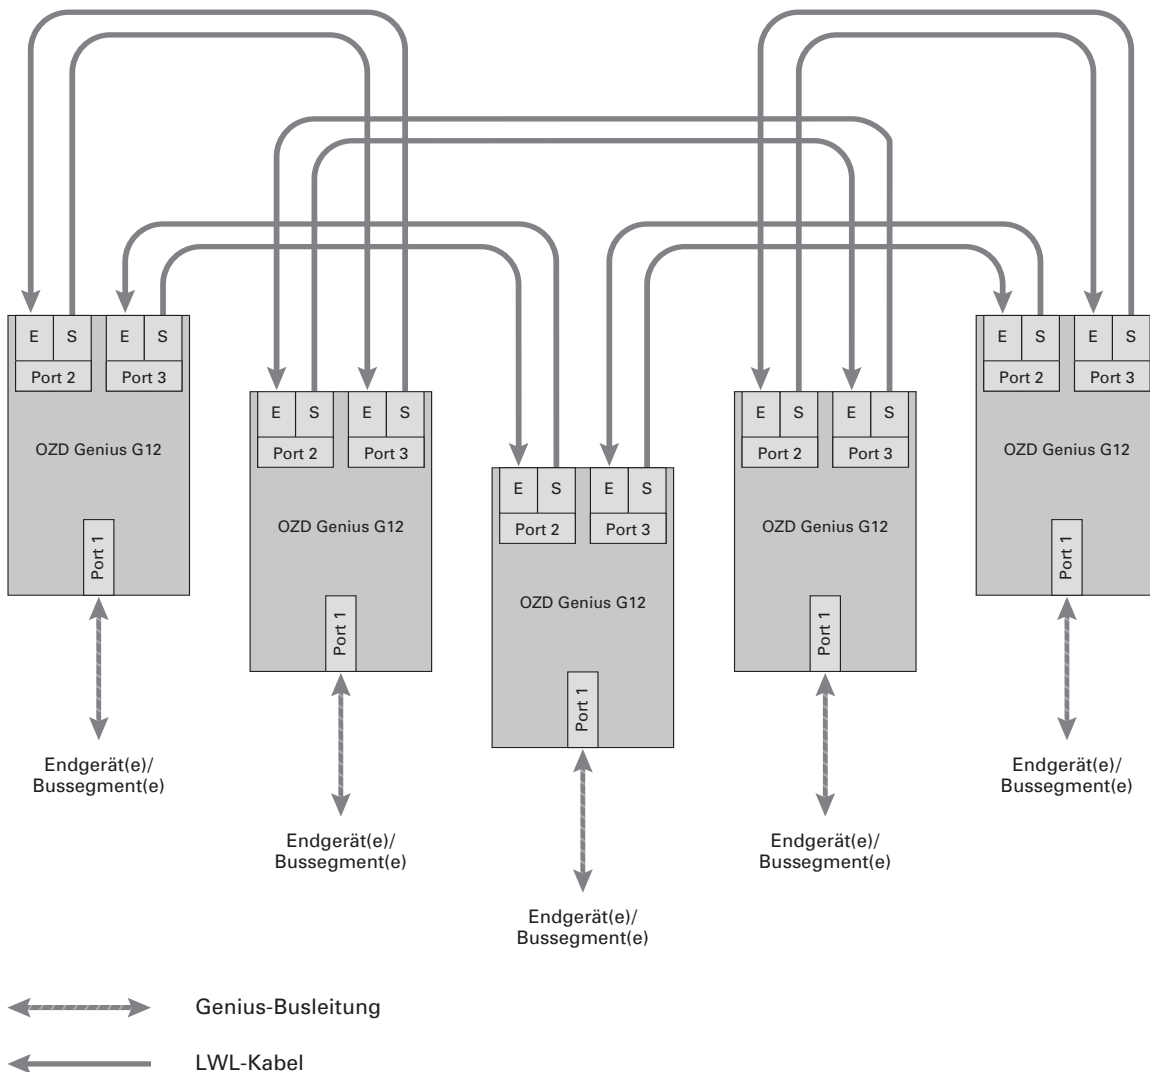 E S E S
Port 2 Port 3
OZD Genius G12
Port 1
Endgerät(e)/
Bussegment(e)
E S E S
Port 2 Port 3
OZD Genius G12
Port 1
Endgerät(e)/
Bussegment(e)
E S E S
Port 2 Port 3
OZD Genius G12
Port 1
Endgerät(e)/
Bussegment(e)
E S E S
Port 2 Port 3
OZD Genius G12
Port 1
Endgerät(e)/
Bussegment(e)
E S E S
Port 2 Port 3
OZD Genius G12
Port 1
Endgerät(e)/
Bussegment(e)
Genius-Busleitung
LWL-Kabel